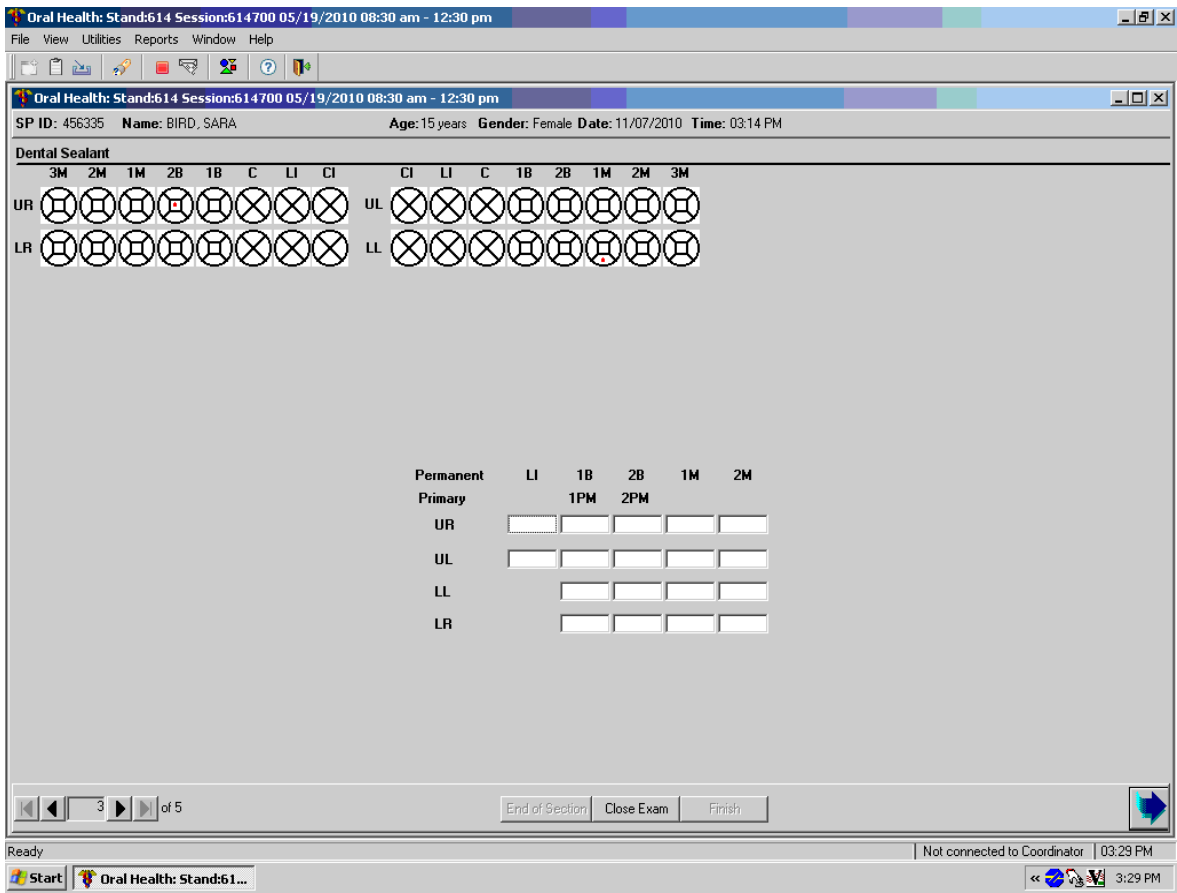 Oral Health: Stand:614 Session:614700 05/19/2010 08:30 am - 12:30 pm
File View Utilities Reports Window Help
Oral Health: Stand:614 Session:614700 05/19/2010 08:30 am - 12:30 pm
SP ID: 456335 Name: BIRD, SARA Age: 15 years Gender: Female Date: 11/07/2010 Time: 03:14 PM
Dental Sealant
3M 2M 1M 2B 1B C LI CI CI LI C 1B 2B 1M 2M 3M
UR UL
LR LL
Permanent LI 1B 2B 1M 2M
Primary 1PM 2PM
UR
UL
LL
LR
3 of 5 End of Section Close Exam Finish
Ready Not connected to Coordinator 03:29 PM
Start Oral Health: Stand:61... « 3:29 PM